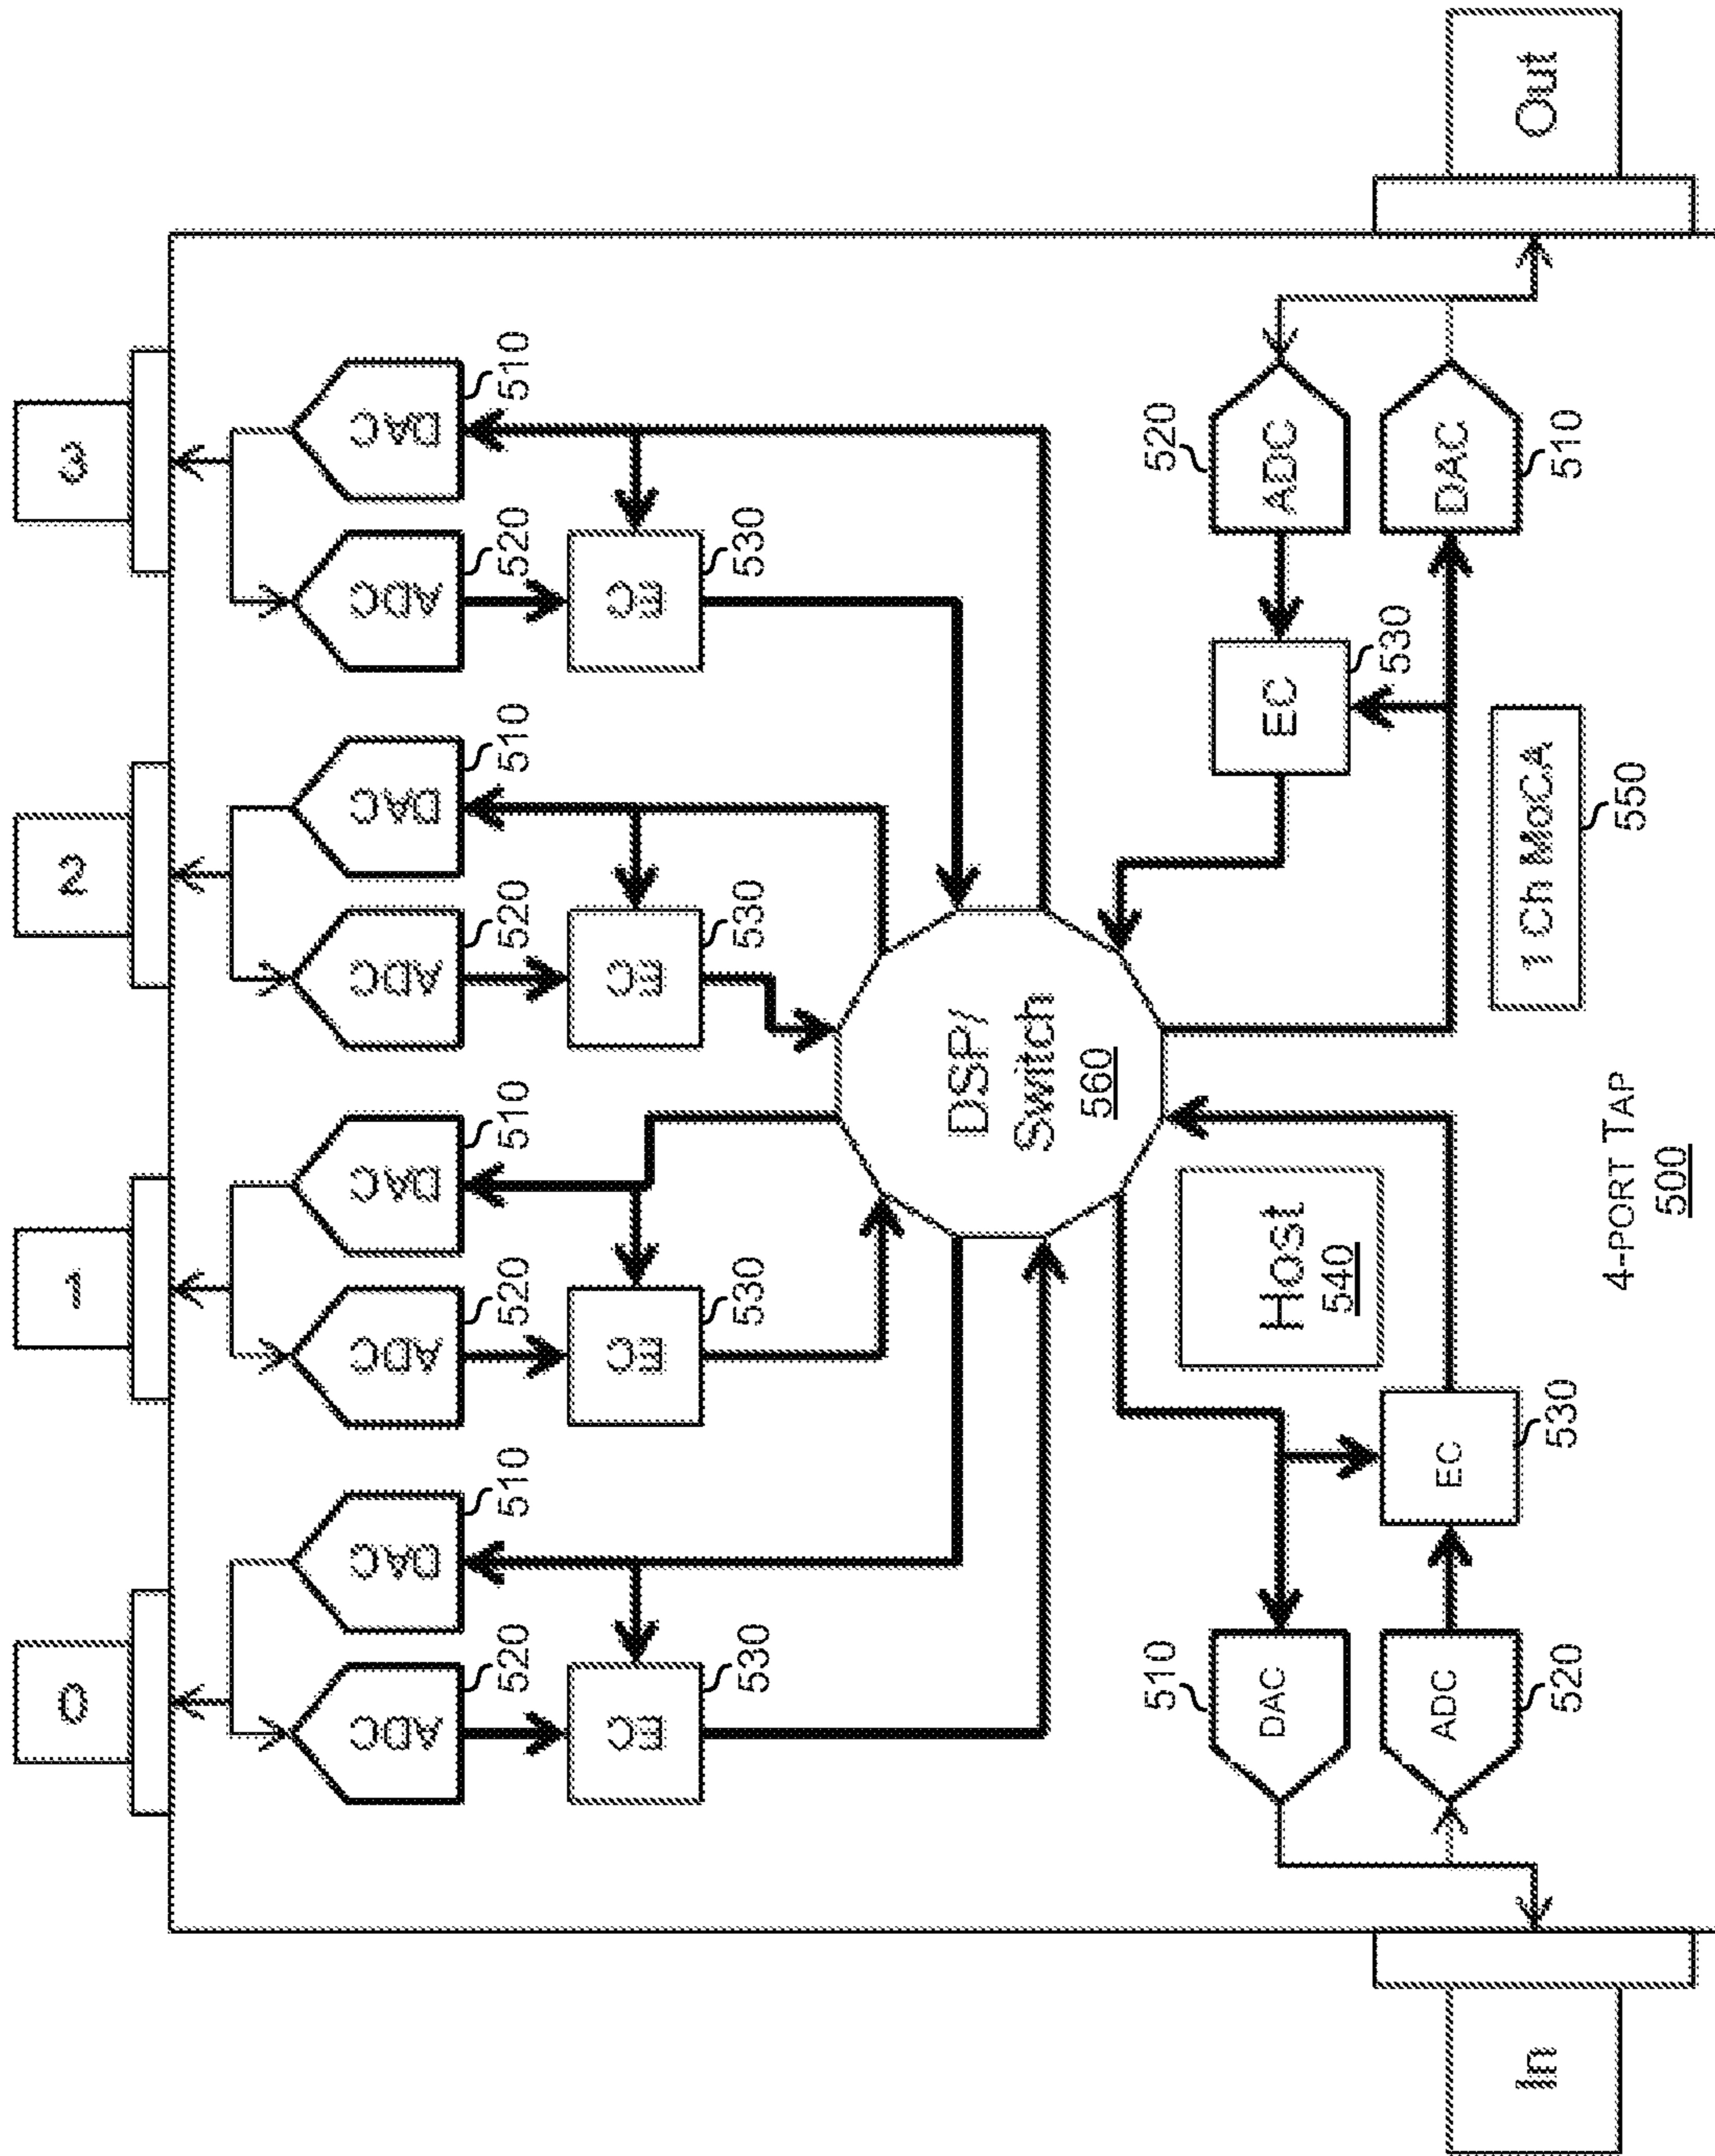 0
1
2
3
DAC
510
ADC
520
EC
530
DAC
510
ADC
520
EC
530
DAC
510
ADC
520
EC
530
DAC
510
ADC
520
EC
530
DSP/
Switch
560
Host
540
DAC
510
ADC
520
EC
530
520
ADC
DAC
510
EC
530
1 Ch MoCA
550
In
Out
4-PORT TAP
500